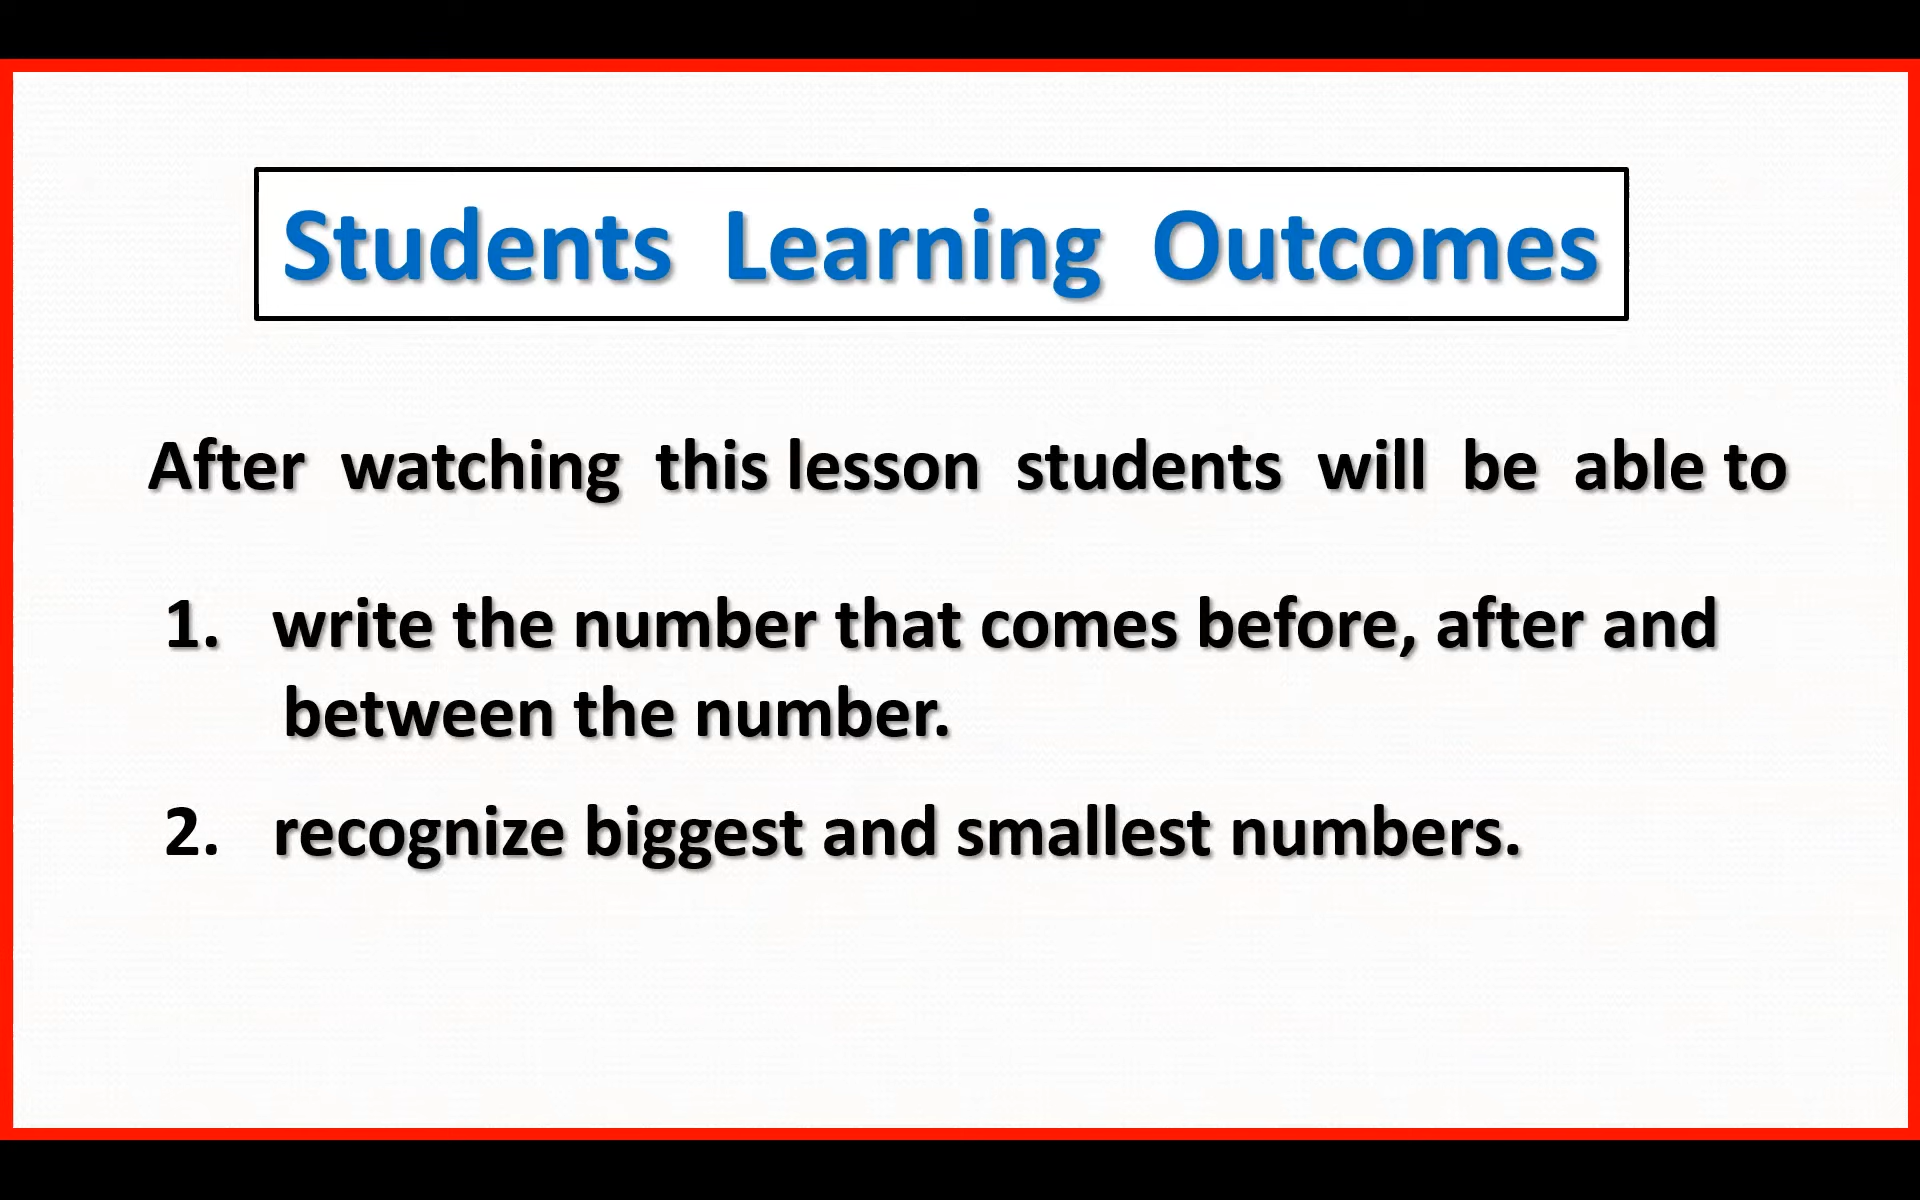 Students Learning Outcomes
After watching this lesson students will be able to
1. write the number that comes before, after and
between the number.
2. recognize biggest and smallest numbers.